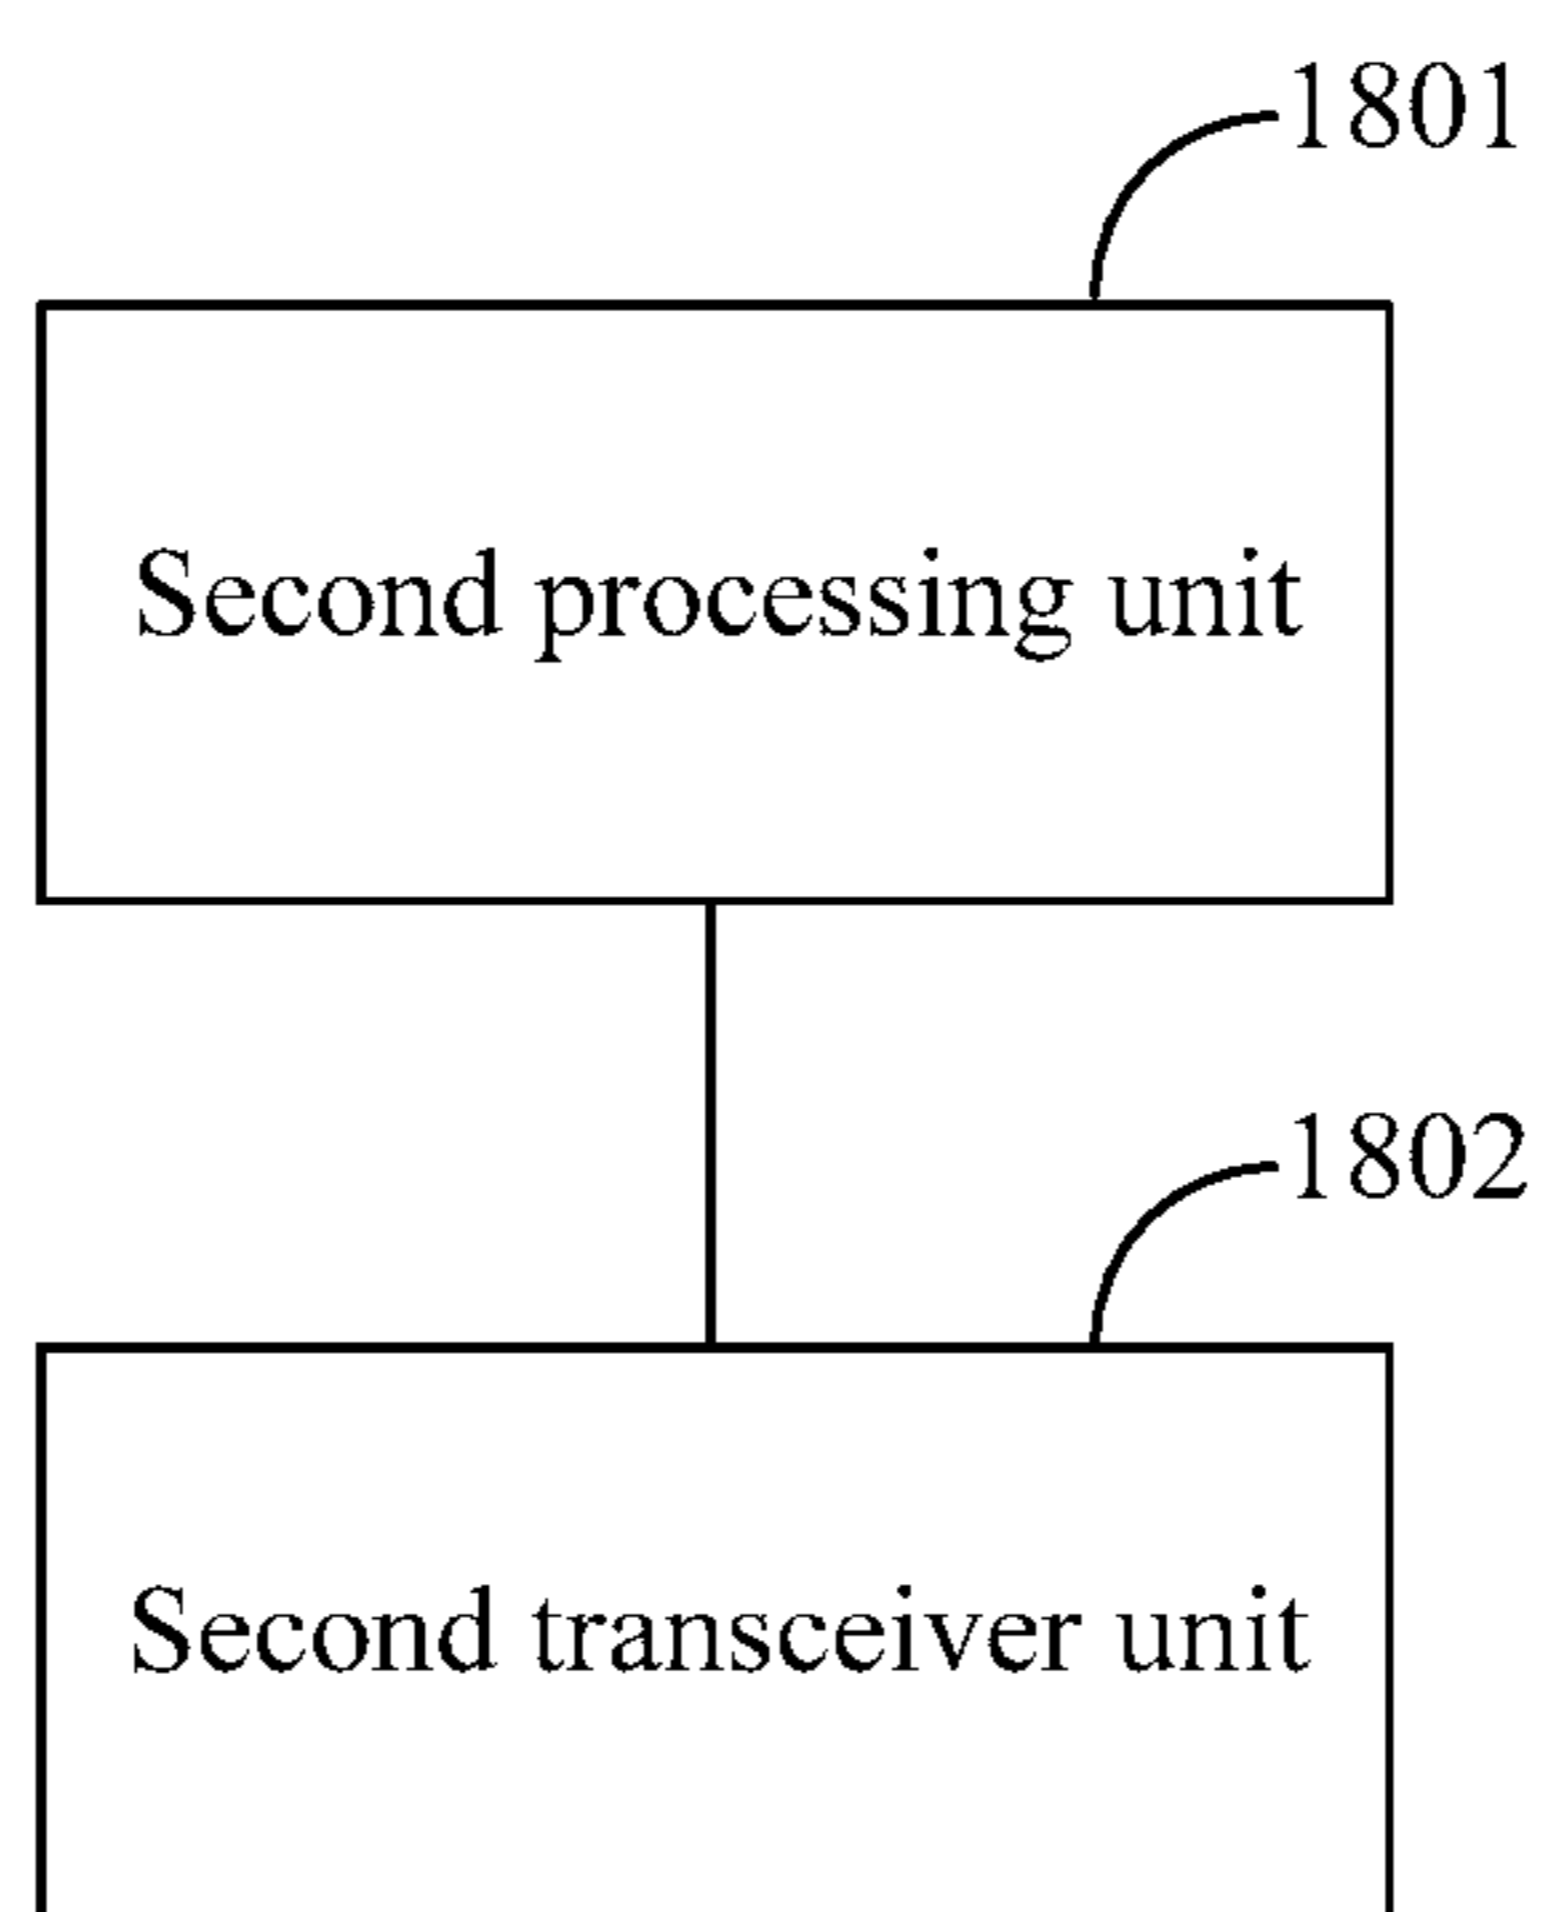 1801
Second processing unit
1802
Second transceiver unit